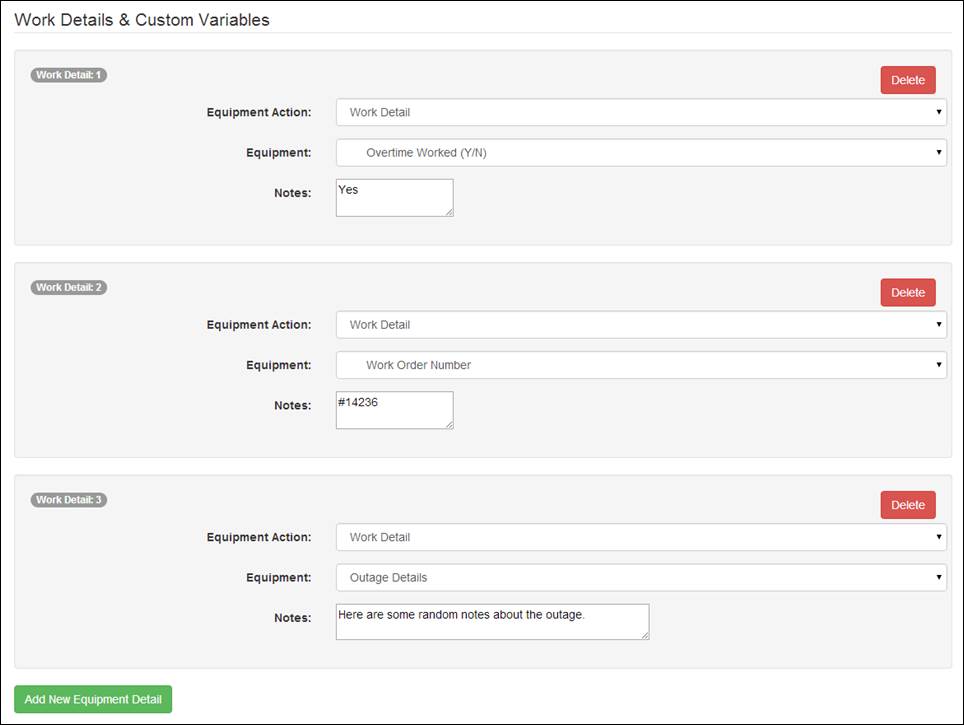 Work Details & Custom Variables
Work Detail: 1
Delete
Equipment Action: Work Detail
Equipment: Overtime Worked (Y/N)
Notes: Yes
Work Detail: 2
Delete
Equipment Action: Work Detail
Equipment: Work Order Number
Notes: #14236
Work Detail: 3
Delete
Equipment Action: Work Detail
Equipment: Outage Details
Notes: Here are some random notes about the outage.
Add New Equipment Detail